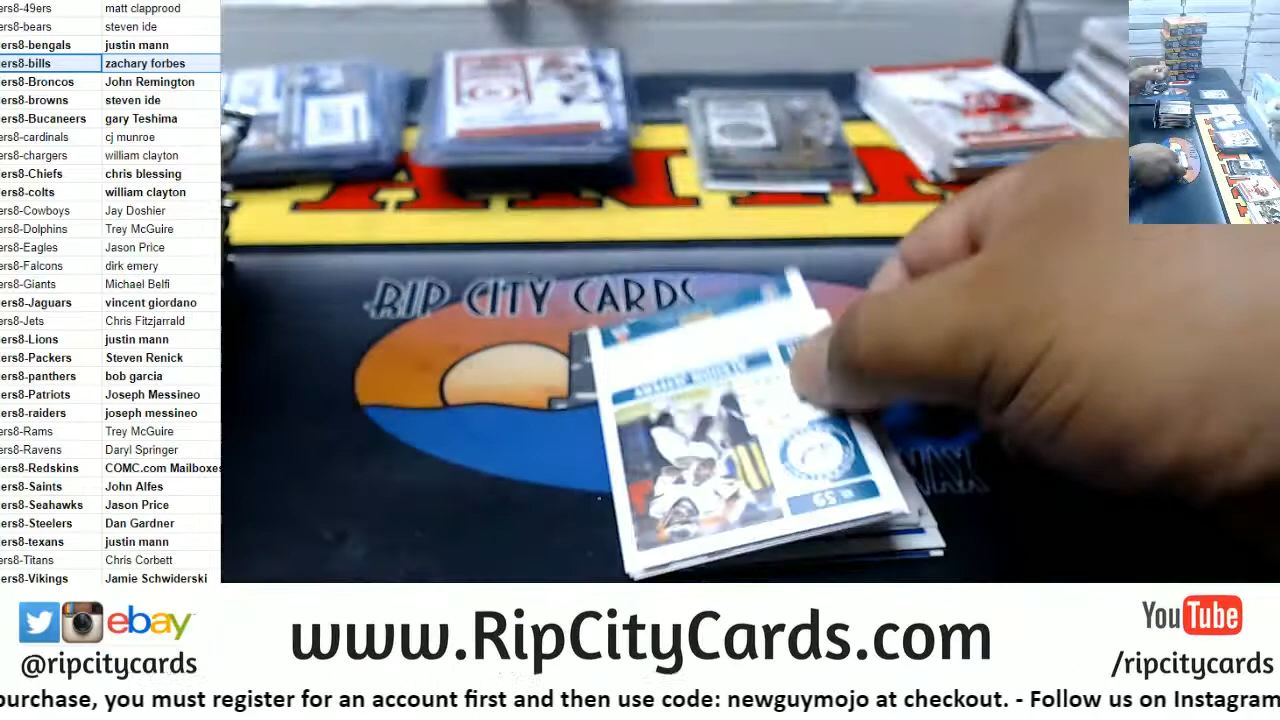 ers8-49ers matt clapprood
ers8-bears steven ide
ers8-bengals justin mann
ers8-bills zachary forbes
ers8-Broncos John Remington
ers8-browns steven ide
ers8-Bucaneers gary Teshima
ers8-cardinals cj munroe
ers8-chargers william clayton
ers8-Chiefs chris blessing
ers8-colts william clayton
ers8-Cowboys Jay Doshier
ers8-Dolphins Trey McGuire
ers8-Eagles Jason Price
ers8-Falcons dirk emery
ers8-Giants Michael Belfi
ers8-Jaguars vincent giordano
ers8-Jets Chris Fitzjarrald
ers8-Lions justin mann
ers8-Packers Steven Renick
ers8-panthers bob garcia
ers8-Patriots Joseph Messineo
ers8-raiders joseph messineo
ers8-Rams Trey McGuire
ers8-Ravens Daryl Springer
ers8-Redskins COMC.com Mailboxes
ers8-Saints John Alfes
ers8-Seahawks Jason Price
ers8-Steelers Dan Gardner
ers8-texans justin mann
ers8-Titans Chris Corbett
ers8-Vikings Jamie Schwiderski
RIP CITY CARDS
WAX
59
ebay
@ripcitycards
www.RipCityCards.com
YouTube
/ripcitycards
purchase, you must register for an account first and then use code: newguymojo at checkout. - Follow us on Instagram